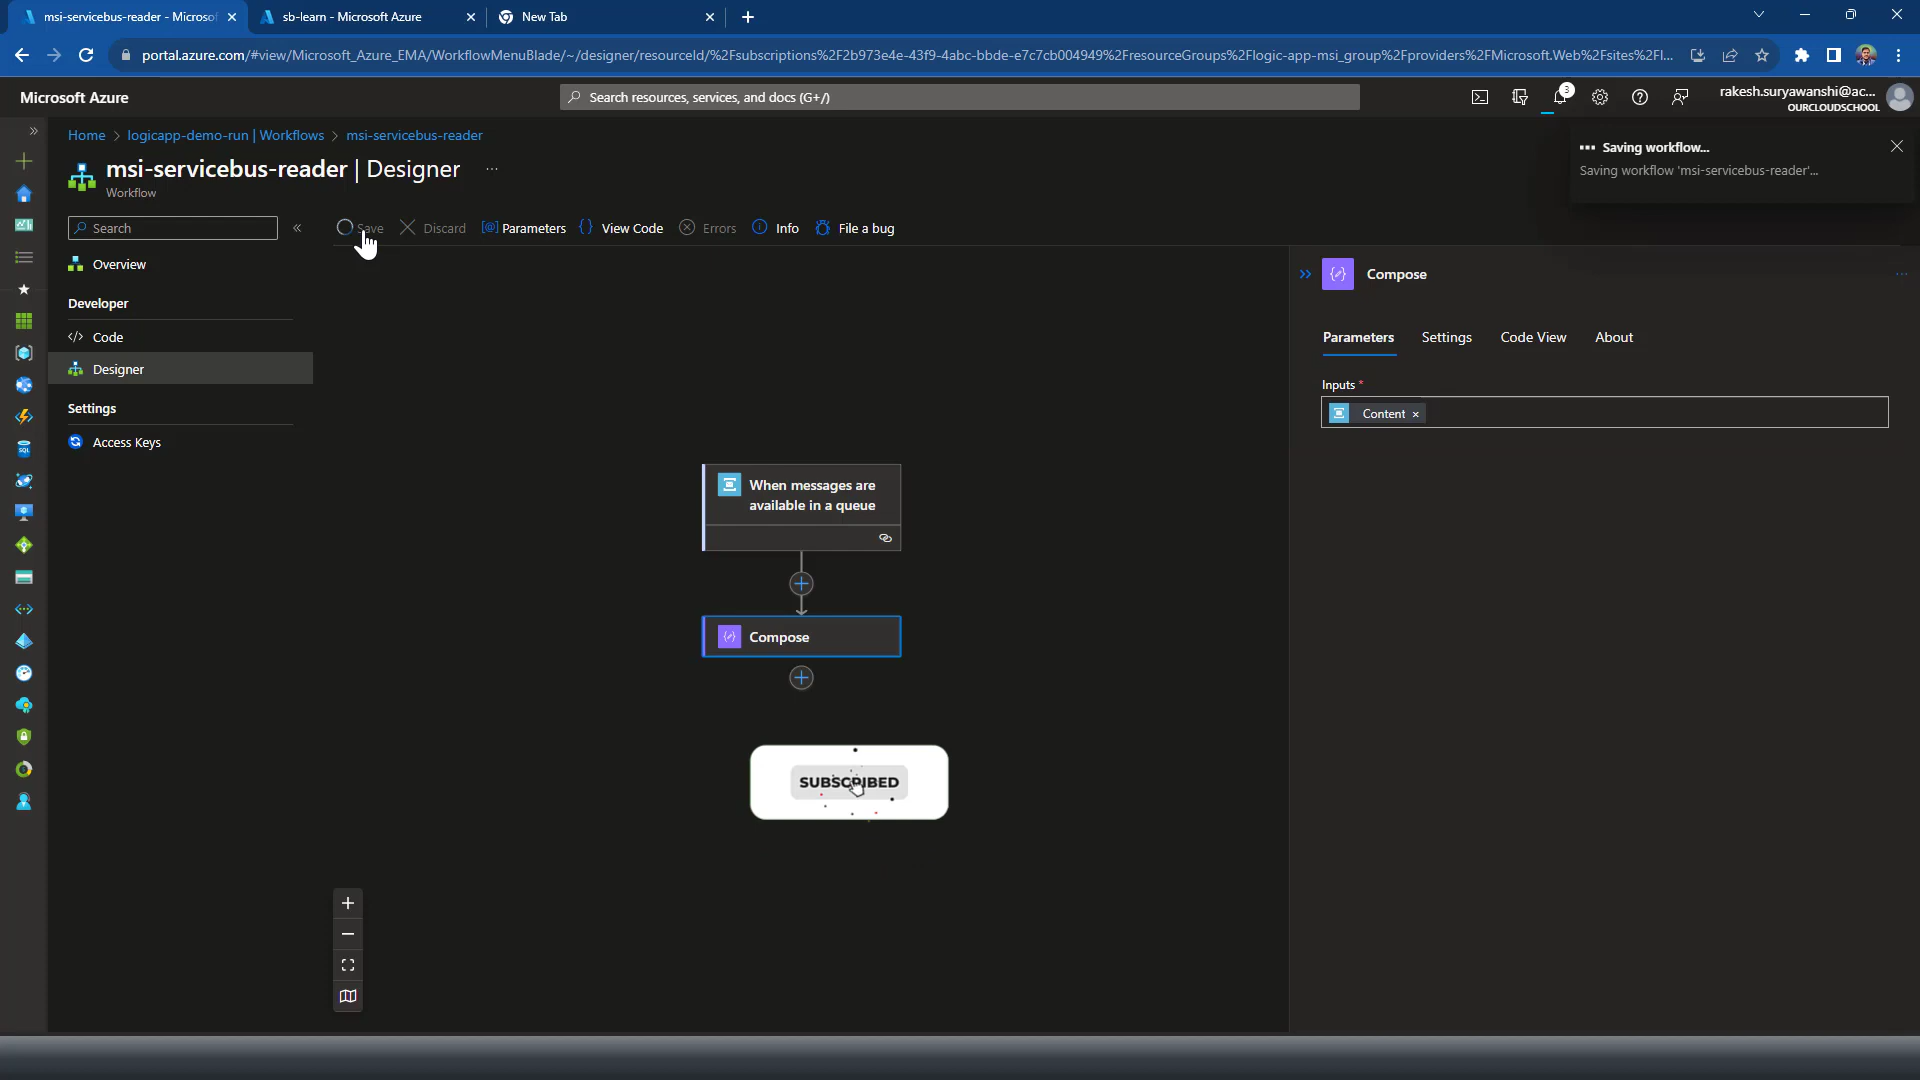 msi-servicebus-reader - Microsof
sb-learn - Microsoft Azure
New Tab
portal.azure.com/#view/Microsoft_Azure_EMA/WorkflowMenuBlade/~/designer/resourceId/%2Fsubscriptions%2F2b973e4e-43f9-4abc-bbde-e7c7cb004949%2FresourceGroups%2Flogic-app-msi_group%2Fproviders%2FMicrosoft.Web%2Fsites%2Fl...
Microsoft Azure
Search resources, services, and docs (G+/)
3
rakesh.suryawanshi@ac...
OURCLOUDSCHOOL
Home > logicapp-demo-run | Workflows > msi-servicebus-reader
msi-servicebus-reader | Designer ...
Workflow
Saving workflow...
Saving workflow 'msi-servicebus-reader'...
Search
Save
Discard
Parameters
View Code
Errors
Info
File a bug
Overview
Developer
Code
Designer
Settings
Access Keys
When messages are
available in a queue
Compose
SUBSCRIBED
Compose
Parameters
Settings
Code View
About
Inputs *
Content ×
SQL